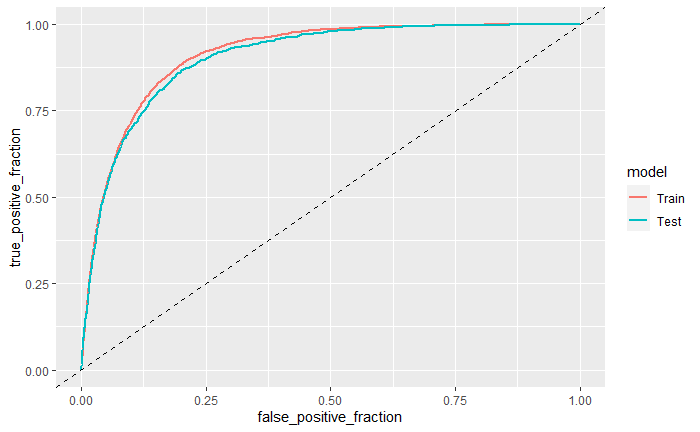 1.00
0.75
0.50
0.25
0.00
true_positive_fraction
0.00
0.25
0.50
0.75
1.00
false_positive_fraction
model
Train
Test